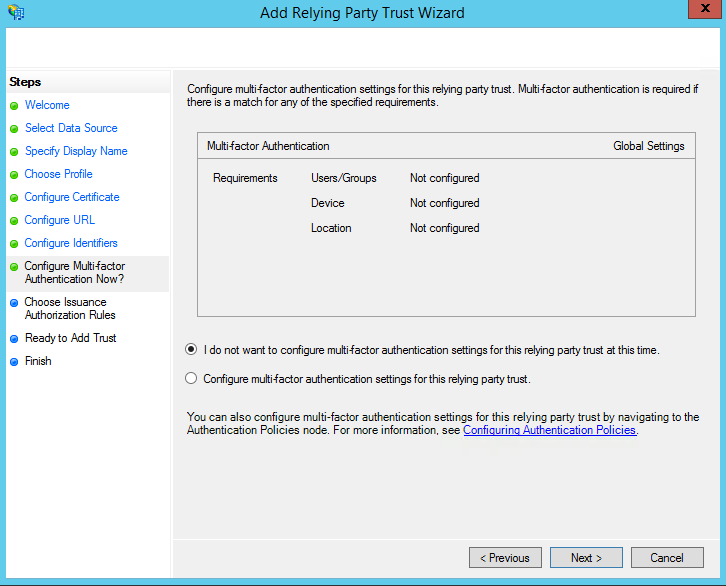 Add Relying Party Trust Wizard
x
Steps
Welcome
Select Data Source
Specify Display Name
Choose Profile
Configure Certificate
Configure URL
Configure Identifiers
Configure Multi-factor
Authentication Now?
Choose Issuance
Authorization Rules
Ready to Add Trust
Finish
Configure multi-factor authentication settings for this relying party trust. Multi-factor authentication is required if
there is a match for any of the specified requirements.
Multi-factor Authentication Global Settings
Requirements Users/Groups Not configured
Device Not configured
Location Not configured
I do not want to configure multi-factor authentication settings for this relying party trust at this time.
Configure multi-factor authentication settings for this relying party trust.
You can also configure multi-factor authentication settings for this relying party trust by navigating to the
Authentication Policies node. For more information, see Configuring Authentication Policies.
< Previous Next > Cancel